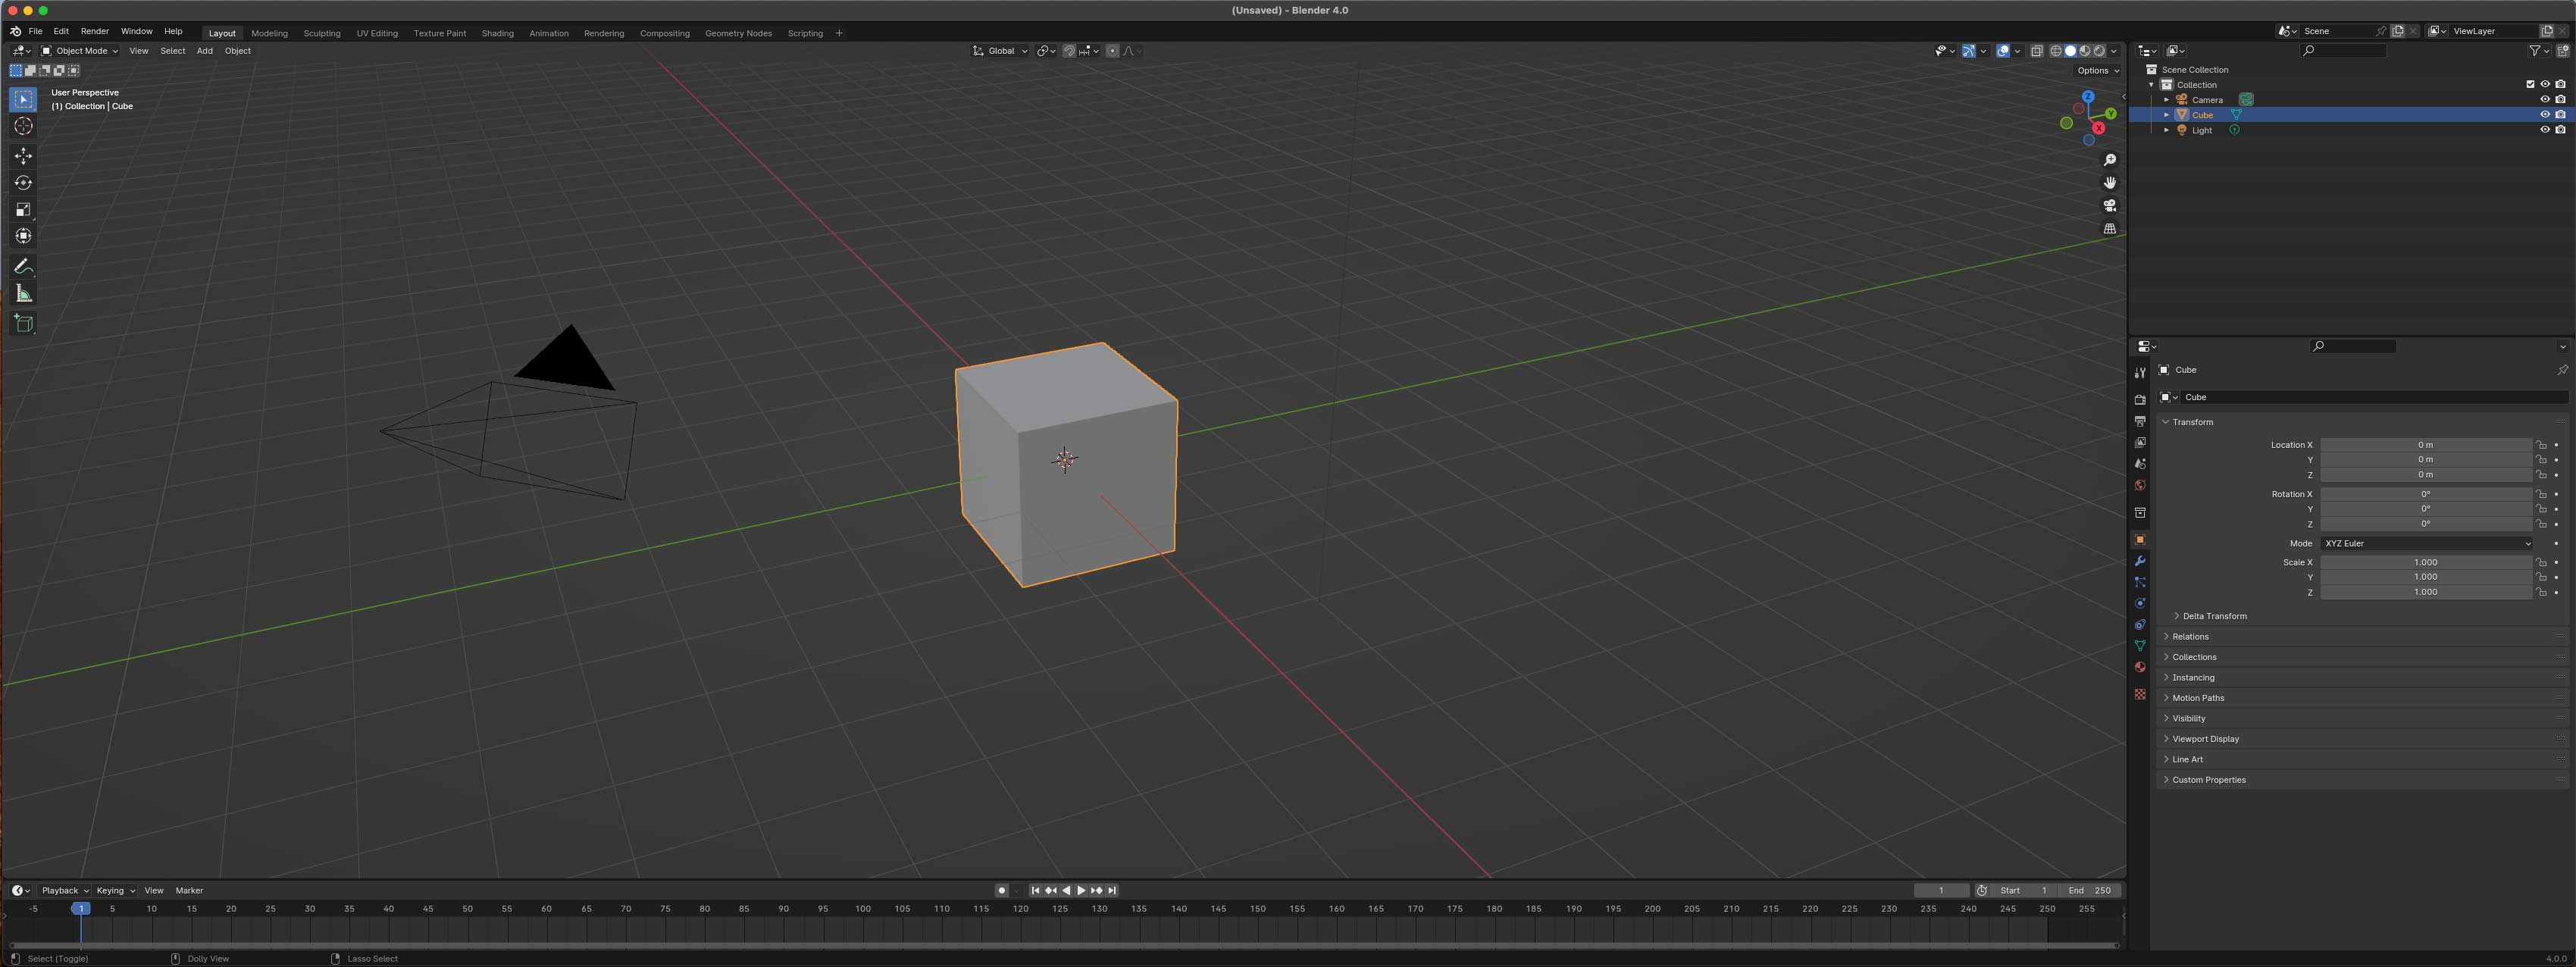 (Unsaved) - Blender 4.0
File Edit Render Window Help Layout Modeling Sculpting UV Editing Texture Paint Shading Animation Rendering Compositing Geometry Nodes Scripting + Scene ViewLayer
Object Mode View Select Add Object Global
Options
User Perspective
(1) Collection | Cube
Z
Y
X
Scene Collection
Collection
Camera
Cube
Light
Cube
Cube
Transform
Location X 0 m
Y 0 m
Z 0 m
Rotation X 0°
Y 0°
Z 0°
Mode XYZ Euler
Scale X 1.000
Y 1.000
Z 1.000
Delta Transform
Relations
Collections
Instancing
Motion Paths
Visibility
Viewport Display
Line Art
Custom Properties
Playback Keying View Marker 1 Start 1 End 250
-5 1 5 10 15 20 25 30 35 40 45 50 55 60 65 70 75 80 85 90 95 100 105 110 115 120 125 130 135 140 145 150 155 160 165 170 175 180 185 190 195 200 205 210 215 220 225 230 235 240 245 250 255
Select (Toggle) Dolly View Lasso Select 4.0.0